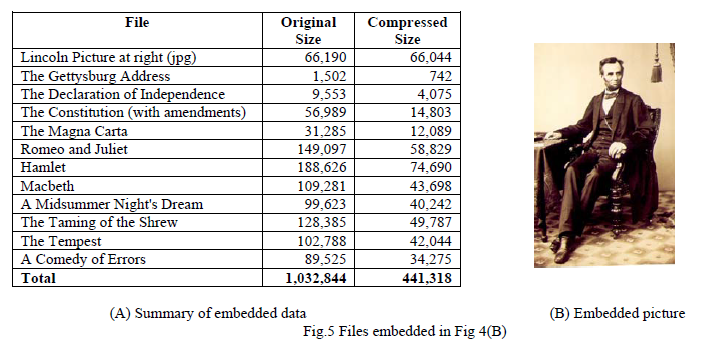 File Original Size Compressed Size
Lincoln Picture at right (jpg) 66,190 66,044
The Gettysburg Address 1,502 742
The Declaration of Independence 9,553 4,075
The Constitution (with amendments) 56,989 14,803
The Magna Carta 31,285 12,089
Romeo and Juliet 149,097 58,829
Hamlet 188,626 74,690
Macbeth 109,281 43,698
A Midsummer Night's Dream 99,623 40,242
The Taming of the Shrew 128,385 49,787
The Tempest 102,788 42,044
A Comedy of Errors 89,525 34,275
Total 1,032,844 441,318
(A) Summary of embedded data (B) Embedded picture
Fig.5 Files embedded in Fig 4(B)